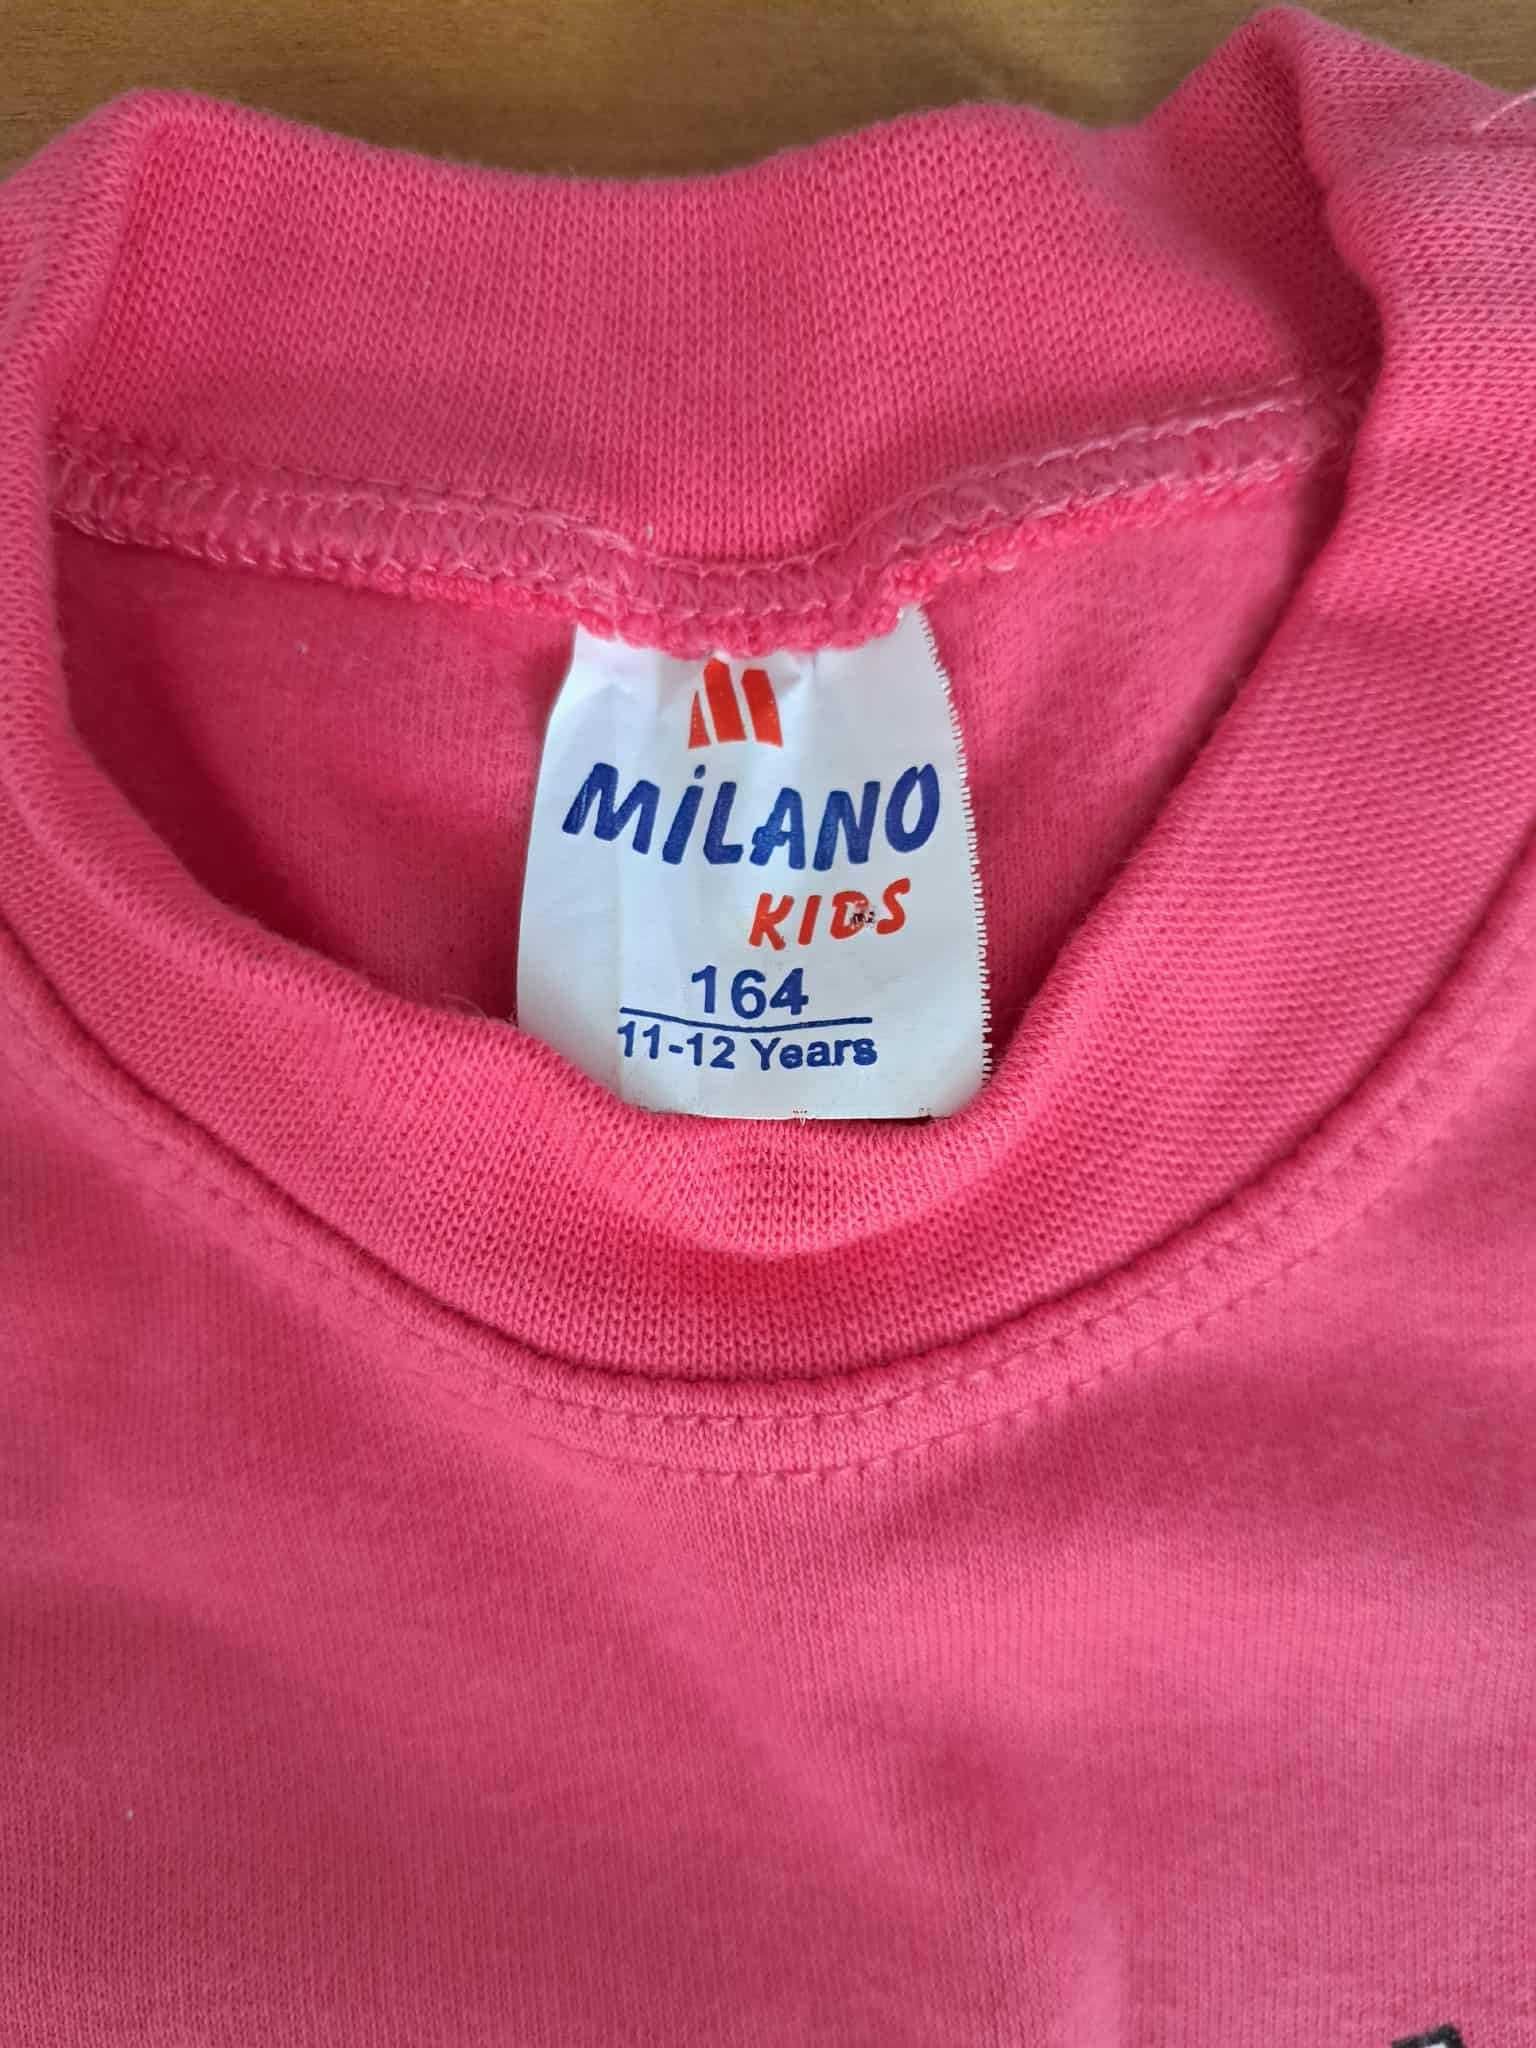 MiLANO
KIDS
164
11-12 Years